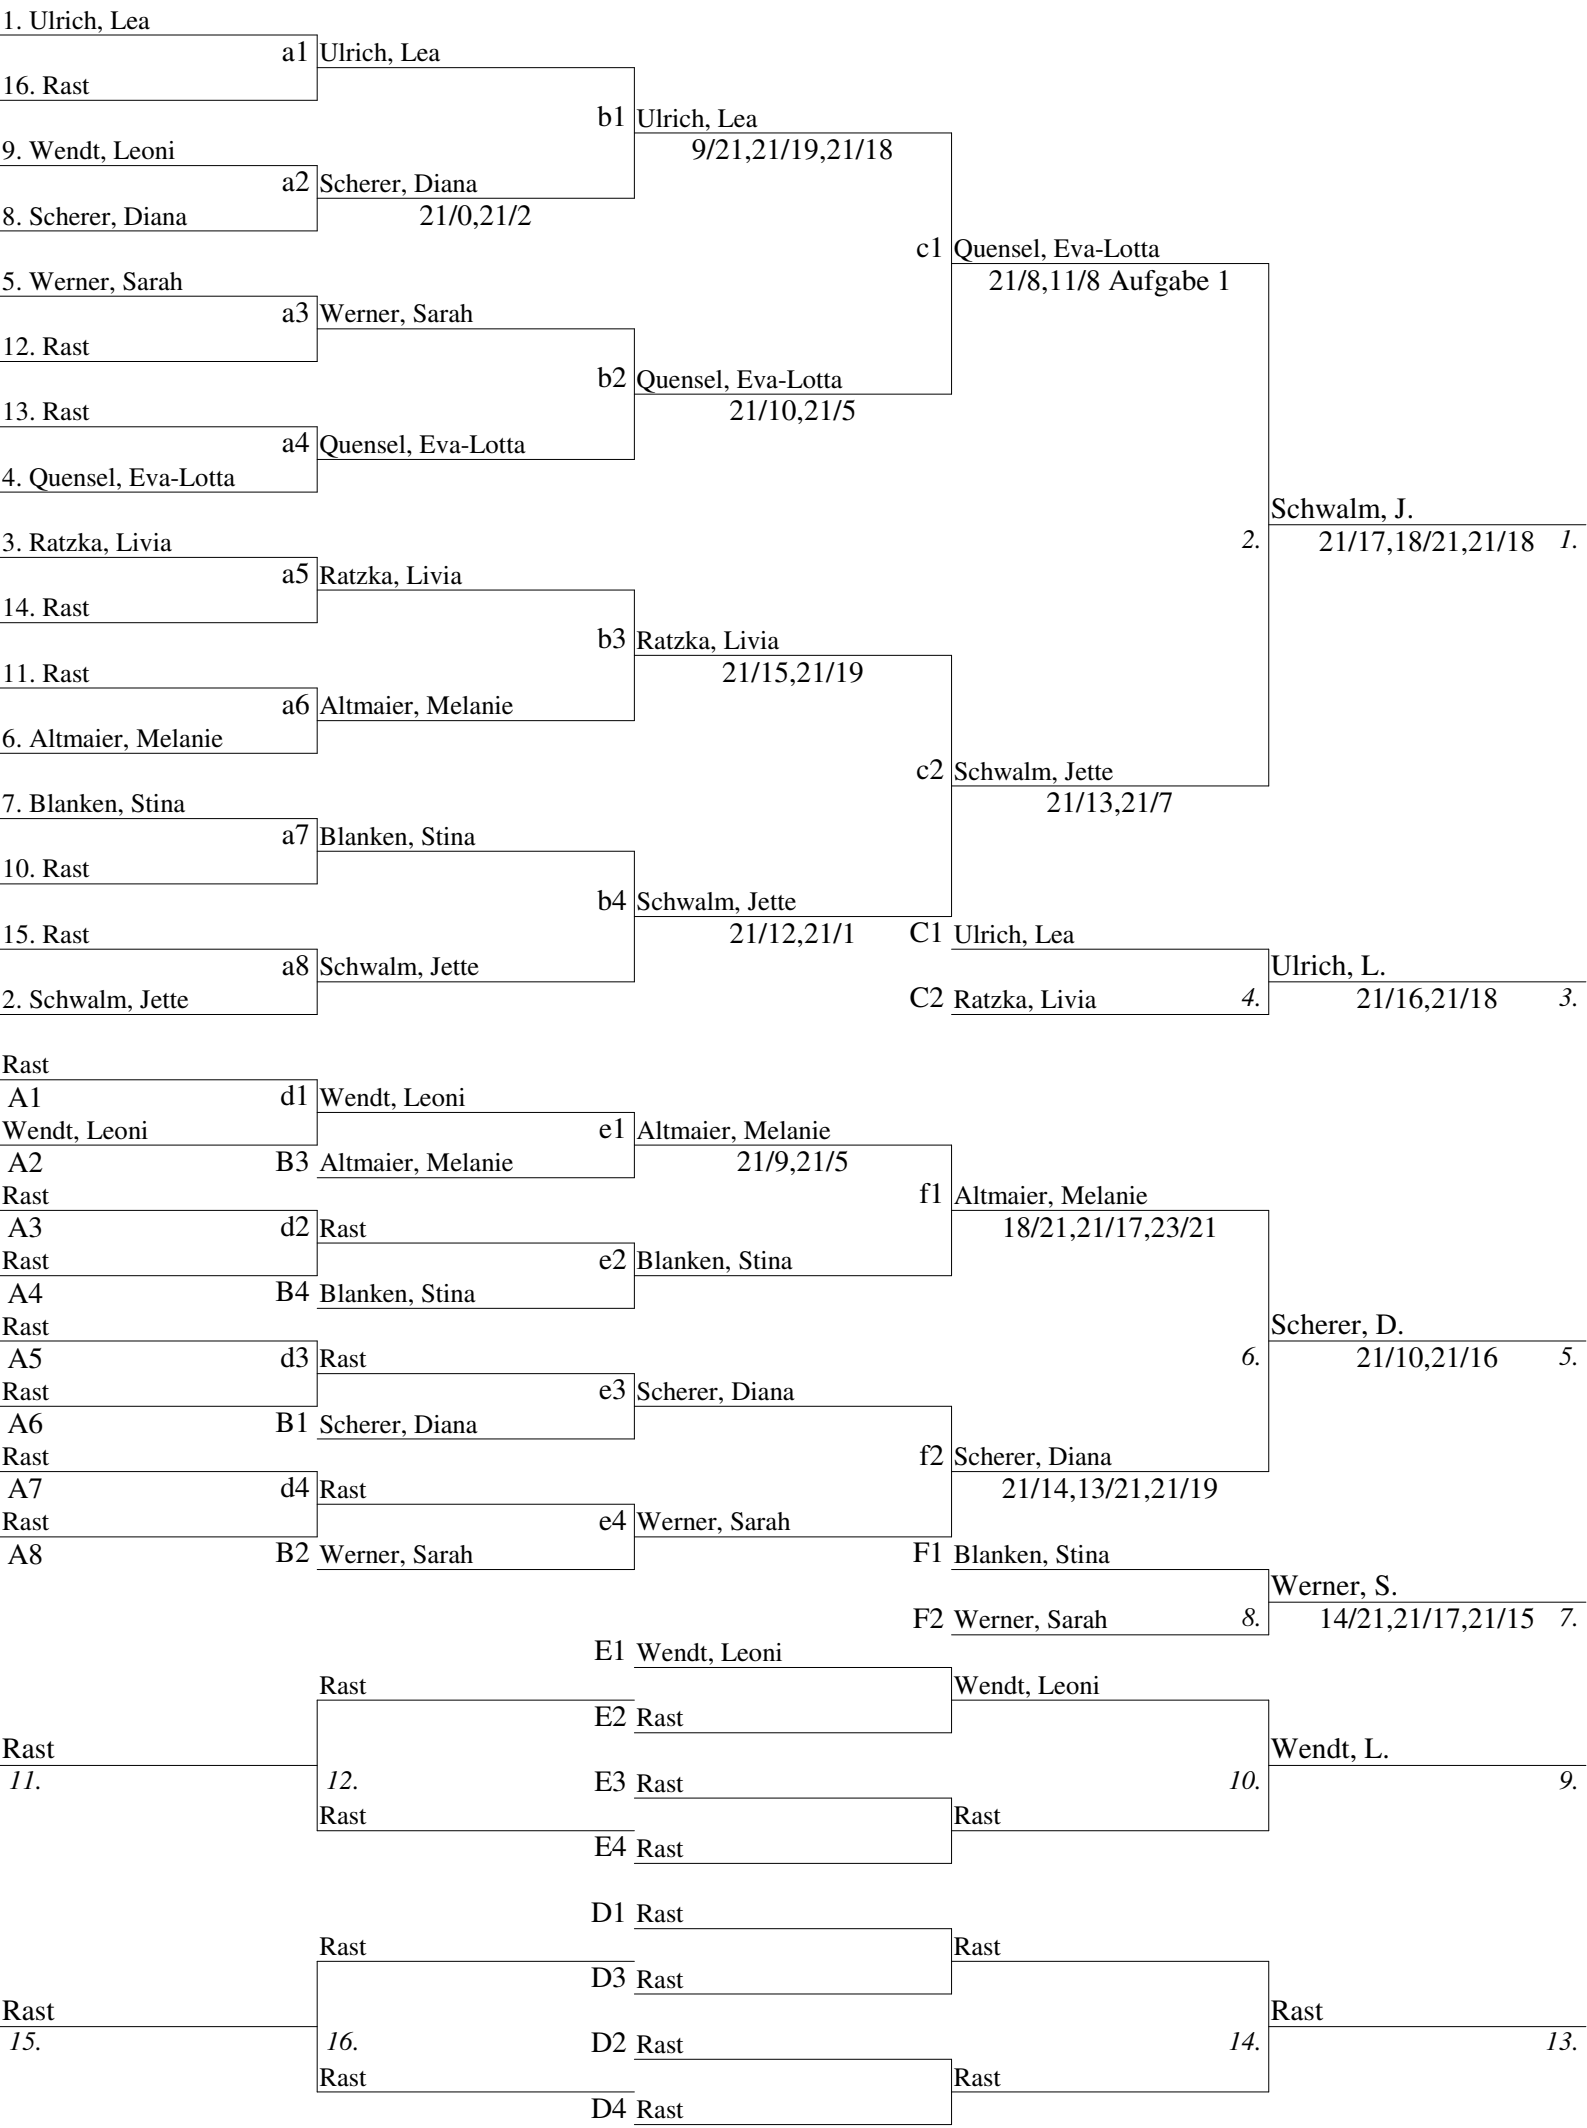 1. Ulrich, Lea
a1 Ulrich, Lea
16. Rast
b1 Ulrich, Lea
9/21,21/19,21/18
9. Wendt, Leoni
a2 Scherer, Diana
21/0,21/2
8. Scherer, Diana
c1 Quensel, Eva-Lotta
21/8,11/8 Aufgabe 1
5. Werner, Sarah
a3 Werner, Sarah
12. Rast
b2 Quensel, Eva-Lotta
21/10,21/5
13. Rast
a4 Quensel, Eva-Lotta
4. Quensel, Eva-Lotta
Schwalm, J.
2. 21/17,18/21,21/18 1.
3. Ratzka, Livia
a5 Ratzka, Livia
14. Rast
b3 Ratzka, Livia
21/15,21/19
11. Rast
a6 Altmaier, Melanie
6. Altmaier, Melanie
c2 Schwalm, Jette
21/13,21/7
7. Blanken, Stina
a7 Blanken, Stina
10. Rast
b4 Schwalm, Jette
21/12,21/1
15. Rast
C1 Ulrich, Lea
a8 Schwalm, Jette
Ulrich, L.
2. Schwalm, Jette
C2 Ratzka, Livia 4. 21/16,21/18 3.
Rast
A1 d1 Wendt, Leoni
Wendt, Leoni
e1 Altmaier, Melanie
A2 B3 Altmaier, Melanie 21/9,21/5
Rast
f1 Altmaier, Melanie
A3 d2 Rast 18/21,21/17,23/21
Rast
e2 Blanken, Stina
A4 B4 Blanken, Stina
Rast
Scherer, D.
A5 d3 Rast 6. 21/10,21/16 5.
Rast
e3 Scherer, Diana
A6 B1 Scherer, Diana
Rast
f2 Scherer, Diana
A7 d4 Rast 21/14,13/21,21/19
Rast
e4 Werner, Sarah
A8 B2 Werner, Sarah F1 Blanken, Stina
Werner, S.
F2 Werner, Sarah 8. 14/21,21/17,21/15 7.
E1 Wendt, Leoni
Rast
Wendt, Leoni
E2 Rast
Rast
Wendt, L.
11. 12. E3 Rast 10. 9.
Rast
Rast
E4 Rast
D1 Rast
Rast
Rast
D3 Rast
Rast
Rast
15. 16. D2 Rast 14. 13.
Rast
Rast
D4 Rast